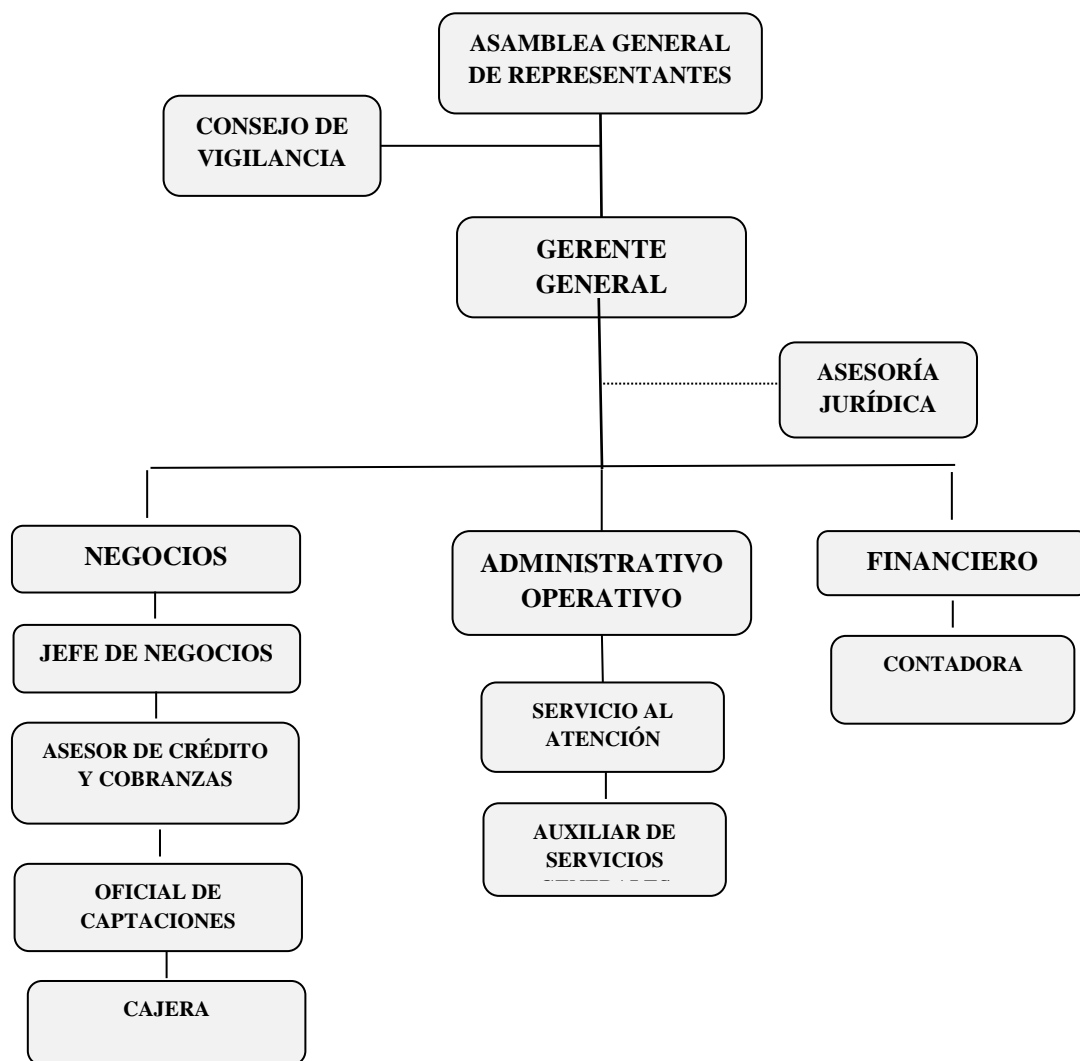 ASAMBLEA GENERAL
DE REPRESENTANTES
CONSEJO DE
VIGILANCIA
GERENTE
GENERAL
ASESORÍA
JURÍDICA
NEGOCIOS
ADMINISTRATIVO
OPERATIVO
FINANCIERO
JEFE DE NEGOCIOS
CONTADORA
SERVICIO AL
ATENCIÓN
ASESOR DE CRÉDITO
Y COBRANZAS
AUXILIAR DE
SERVICIOS
OFICIAL DE
CAPTACIONES
CAJERA